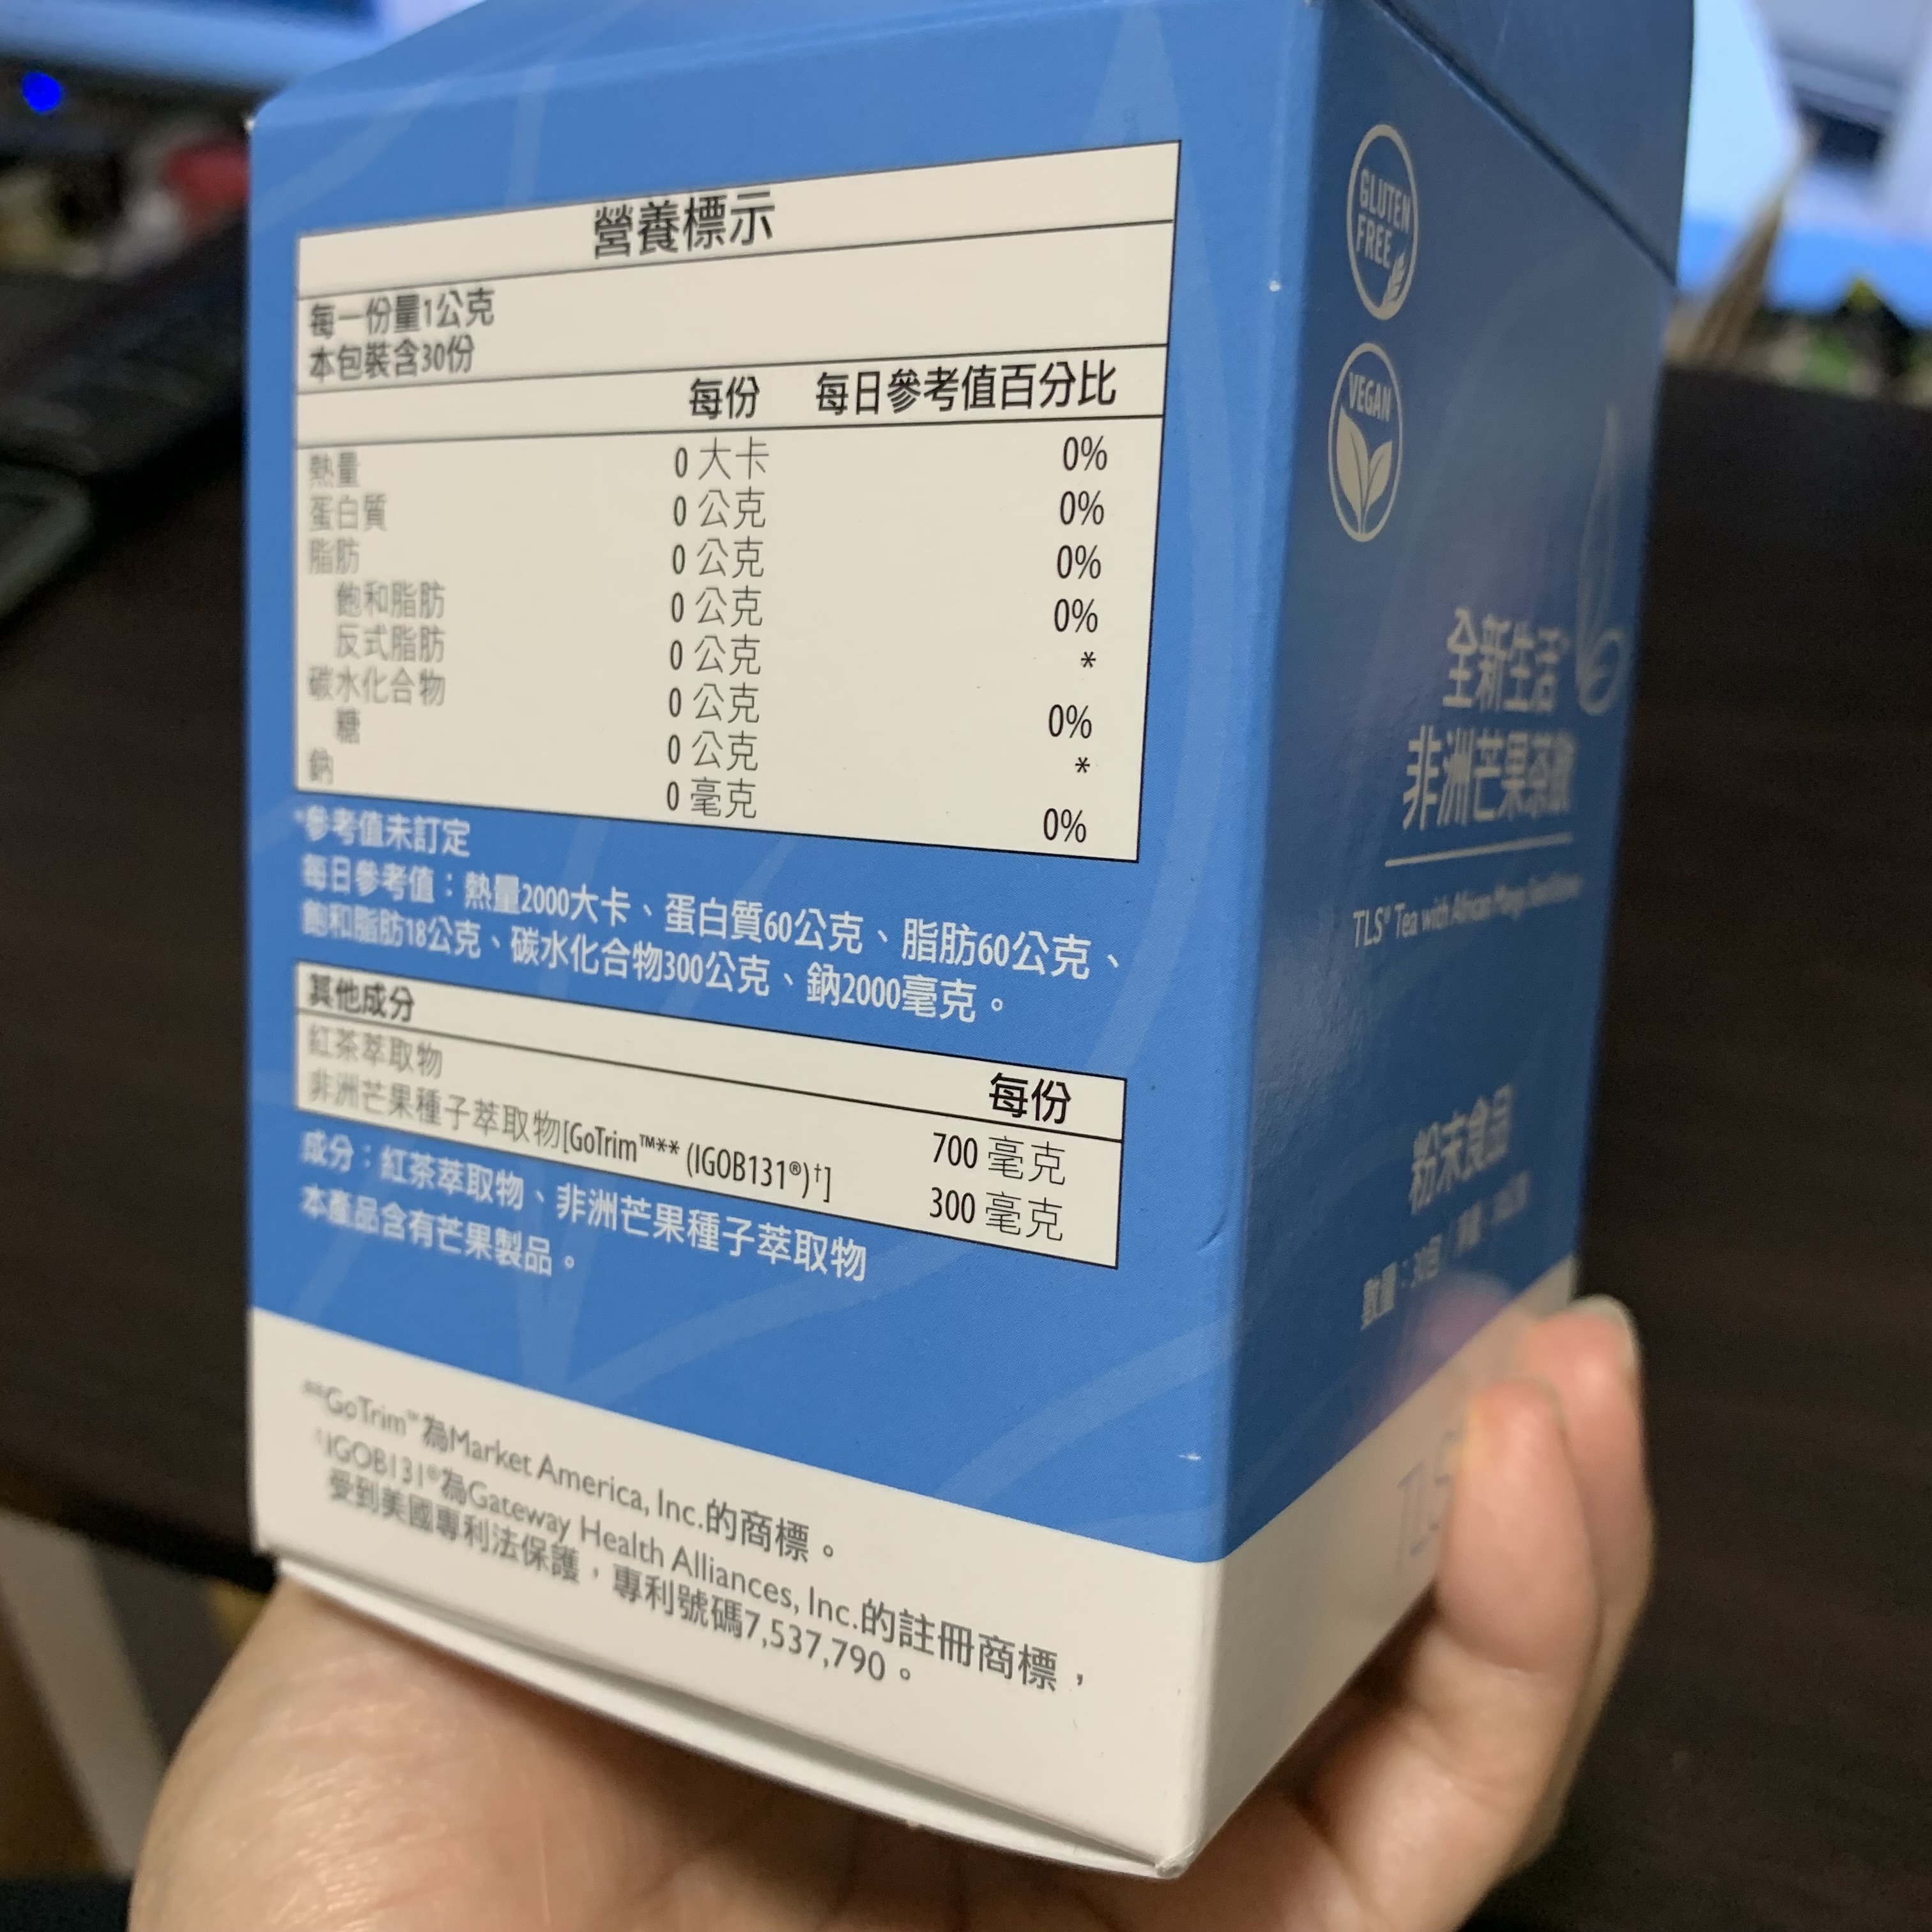 營養標示
每一份量1公克
本包裝含30份
每份 每日參考值百分比
熱量 0 大卡 0%
蛋白質 0 公克 0%
脂肪 0 公克 0%
飽和脂肪 0 公克 0%
反式脂肪 0 公克 *
碳水化合物 0 公克 0%
糖 0 公克 *
鈉 0 毫克 0%
*參考值未訂定
每日參考值：熱量2000大卡、蛋白質60公克、脂肪60公克、
飽和脂肪18公克、碳水化合物300公克、鈉2000毫克。
其他成分 每份
紅茶萃取物 700 毫克
非洲芒果種子萃取物[GoTrim™** (IGOB131®)†] 300 毫克
成分：紅茶萃取物、非洲芒果種子萃取物
本產品含有芒果製品。
**GoTrim™為Market America, Inc.的商標。
†IGOB131®為Gateway Health Alliances, Inc.的註冊商標，
受到美國專利法保護，專利號碼7,537,790。
GLUTEN
FREE
VEGAN
全新生活
非洲芒果茶飲
TLS® Tea with African Mango
粉末食品
數量：30包/
TLS